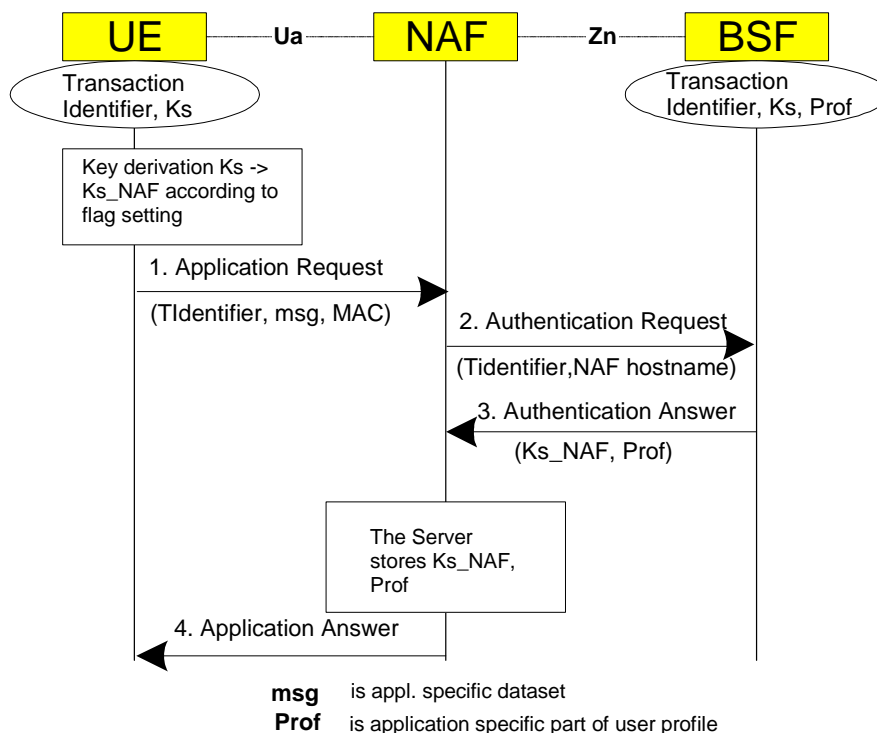 UE Ua NAF Zn BSF
Transaction
Identifier, Ks
Transaction
Identifier, Ks, Prof
Key derivation Ks ->
Ks_NAF according to
flag setting
1. Application Request
(TIdentifier, msg, MAC)
2. Authentication Request
(Tidentifier,NAF hostname)
3. Authentication Answer
(Ks_NAF, Prof)
The Server
stores Ks_NAF,
Prof
4. Application Answer
msg is appl. specific dataset
Prof is application specific part of user profile